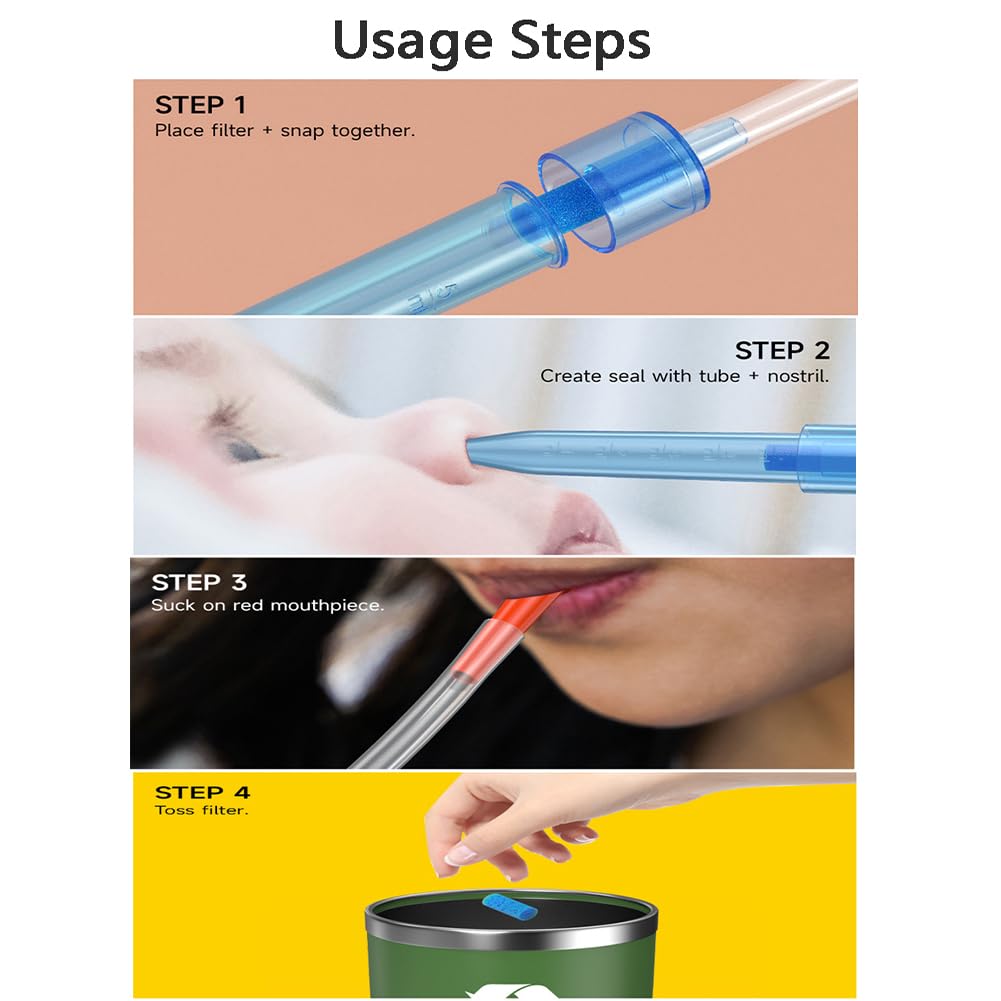 Usage Steps
STEP 1
Place filter + snap together.
STEP 2
Create seal with tube + nostril.
STEP 3
Suck on red mouthpiece.
STEP 4
Toss filter.